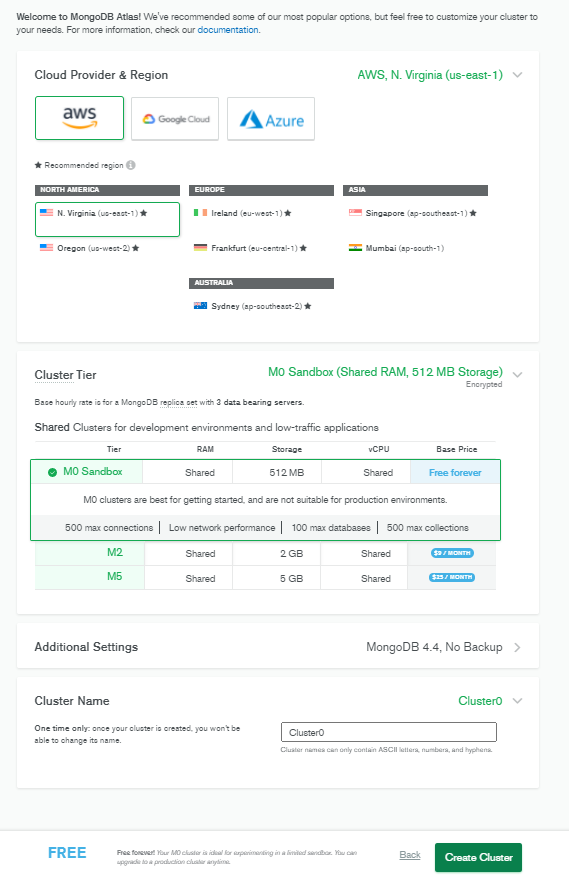 Welcome to MongoDB Atlas! We've recommended some of our most popular options, but feel free to customize your cluster to
your needs. For more information, check our documentation.
Cloud Provider & Region
AWS, N. Virginia (us-east-1)
aws
Google Cloud
Azure
★ Recommended region
NORTH AMERICA
EUROPE
ASIA
N. Virginia (us-east-1) ★
Ireland (eu-west-1) ★
Singapore (ap-southeast-1) ★
Oregon (us-west-2) ★
Frankfurt (eu-central-1) ★
Mumbai (ap-south-1)
AUSTRALIA
Sydney (ap-southeast-2) ★
Cluster Tier
M0 Sandbox (Shared RAM, 512 MB Storage)
Encrypted
Base hourly rate is for a MongoDB replica set with 3 data bearing servers.
Shared Clusters for development environments and low-traffic applications
Tier RAM Storage vCPU Base Price
M0 Sandbox Shared 512 MB Shared Free forever
M0 clusters are best for getting started, and are not suitable for production environments.
500 max connections | Low network performance | 100 max databases | 500 max collections
M2 Shared 2 GB Shared $9 / MONTH
M5 Shared 5 GB Shared $25 / MONTH
Additional Settings
MongoDB 4.4, No Backup
Cluster Name
Cluster0
One time only: once your cluster is created, you won't be
able to change its name.
Cluster0
Cluster names can only contain ASCII letters, numbers, and hyphens.
FREE
Free forever! Your M0 cluster is ideal for experimenting in a limited sandbox. You can
upgrade to a production cluster anytime.
Back
Create Cluster